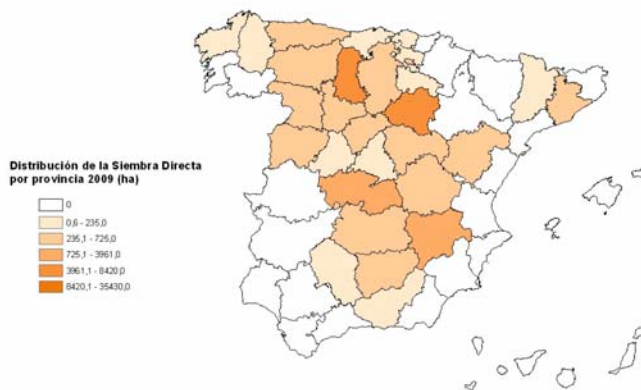 Distribución de la Siembra Directa
por provincia 2009 (ha)
0
0,6 - 235,0
235,1 - 725,0
725,1 - 3961,0
3961,1 - 8420,0
8420,1 - 35430,0